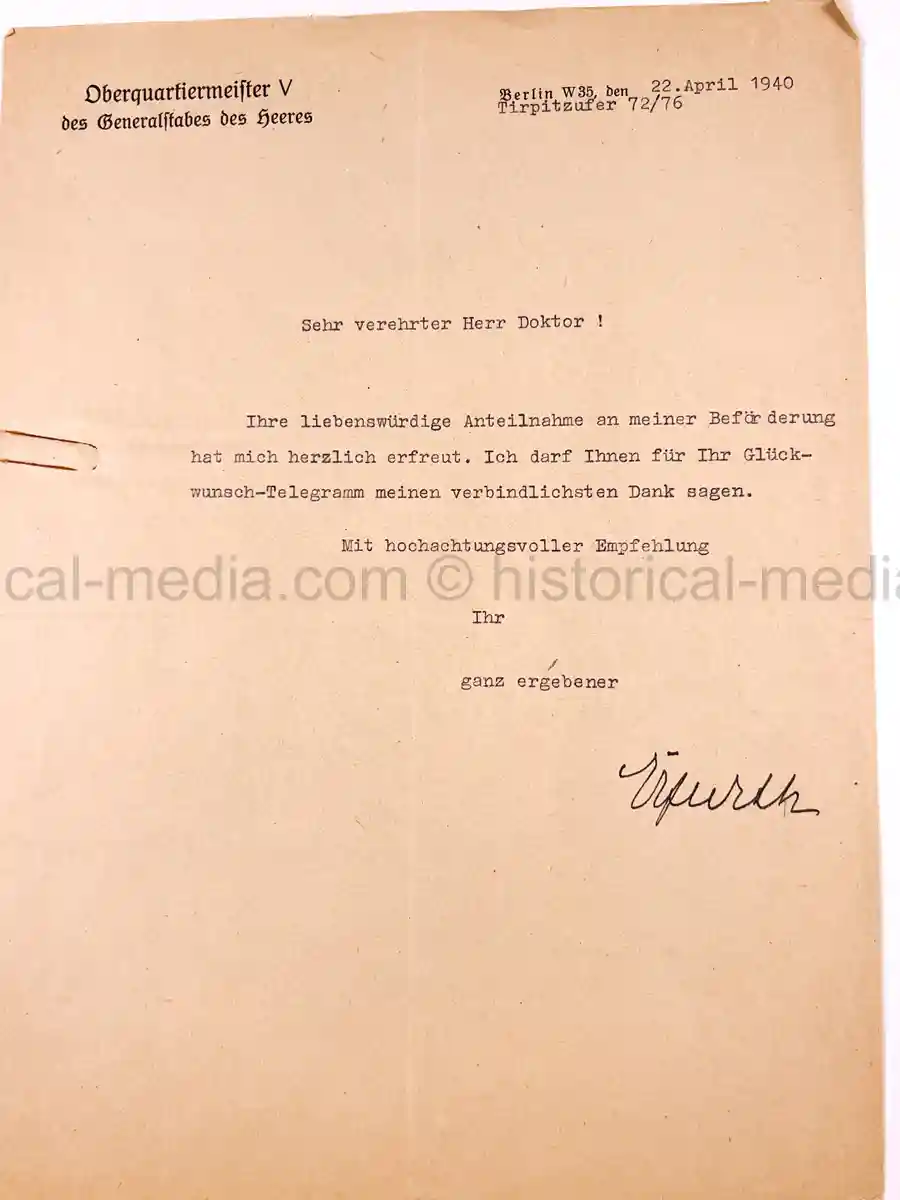 Oberquartiermeiſter V
des Generalſtabes des Heeres
Berlin W35, den 22.April 1940
Tirpitzufer 72/76
Sehr verehrter Herr Doktor !
Ihre liebenswürdige Anteilnahme an meiner Beförderung
hat mich herzlich erfreut. Ich darf Ihnen für Ihr Glück-
wunsch-Telegramm meinen verbindlichsten Dank sagen.
Mit hochachtungsvoller Empfehlung
cal-media.com © historical-media
Ihr
ganz ergebener
Erfurth